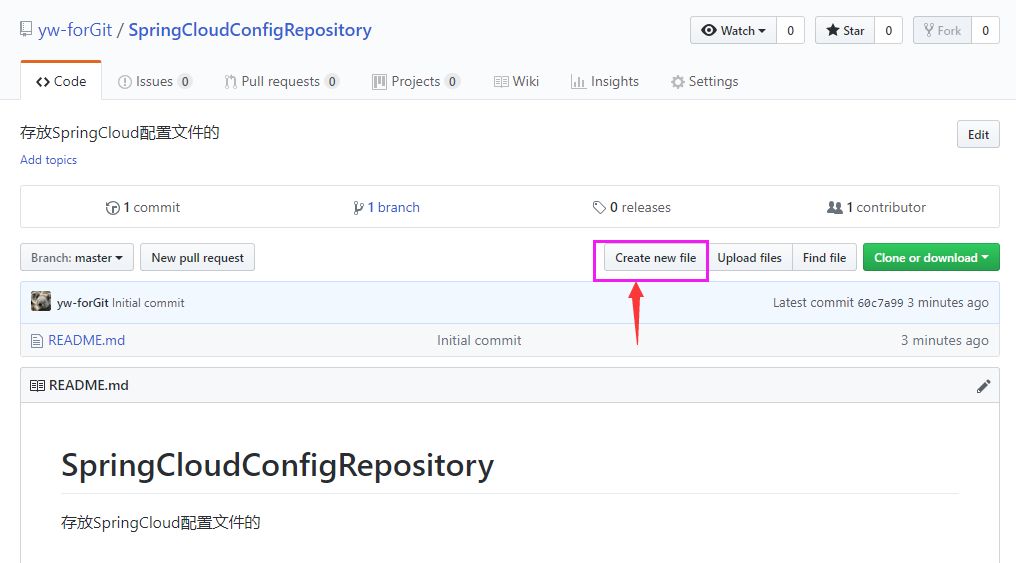 yw-forGit / SpringCloudConfigRepository
Watch 0 Star 0 Fork 0
Code Issues 0 Pull requests 0 Projects 0 Wiki Insights Settings
存放SpringCloud配置文件的
Edit
Add topics
1 commit 1 branch 0 releases 1 contributor
Branch: master New pull request Create new file Upload files Find file Clone or download
yw-forGit Initial commit Latest commit 60c7a99 3 minutes ago
README.md Initial commit 3 minutes ago
README.md
SpringCloudConfigRepository
存放SpringCloud配置文件的